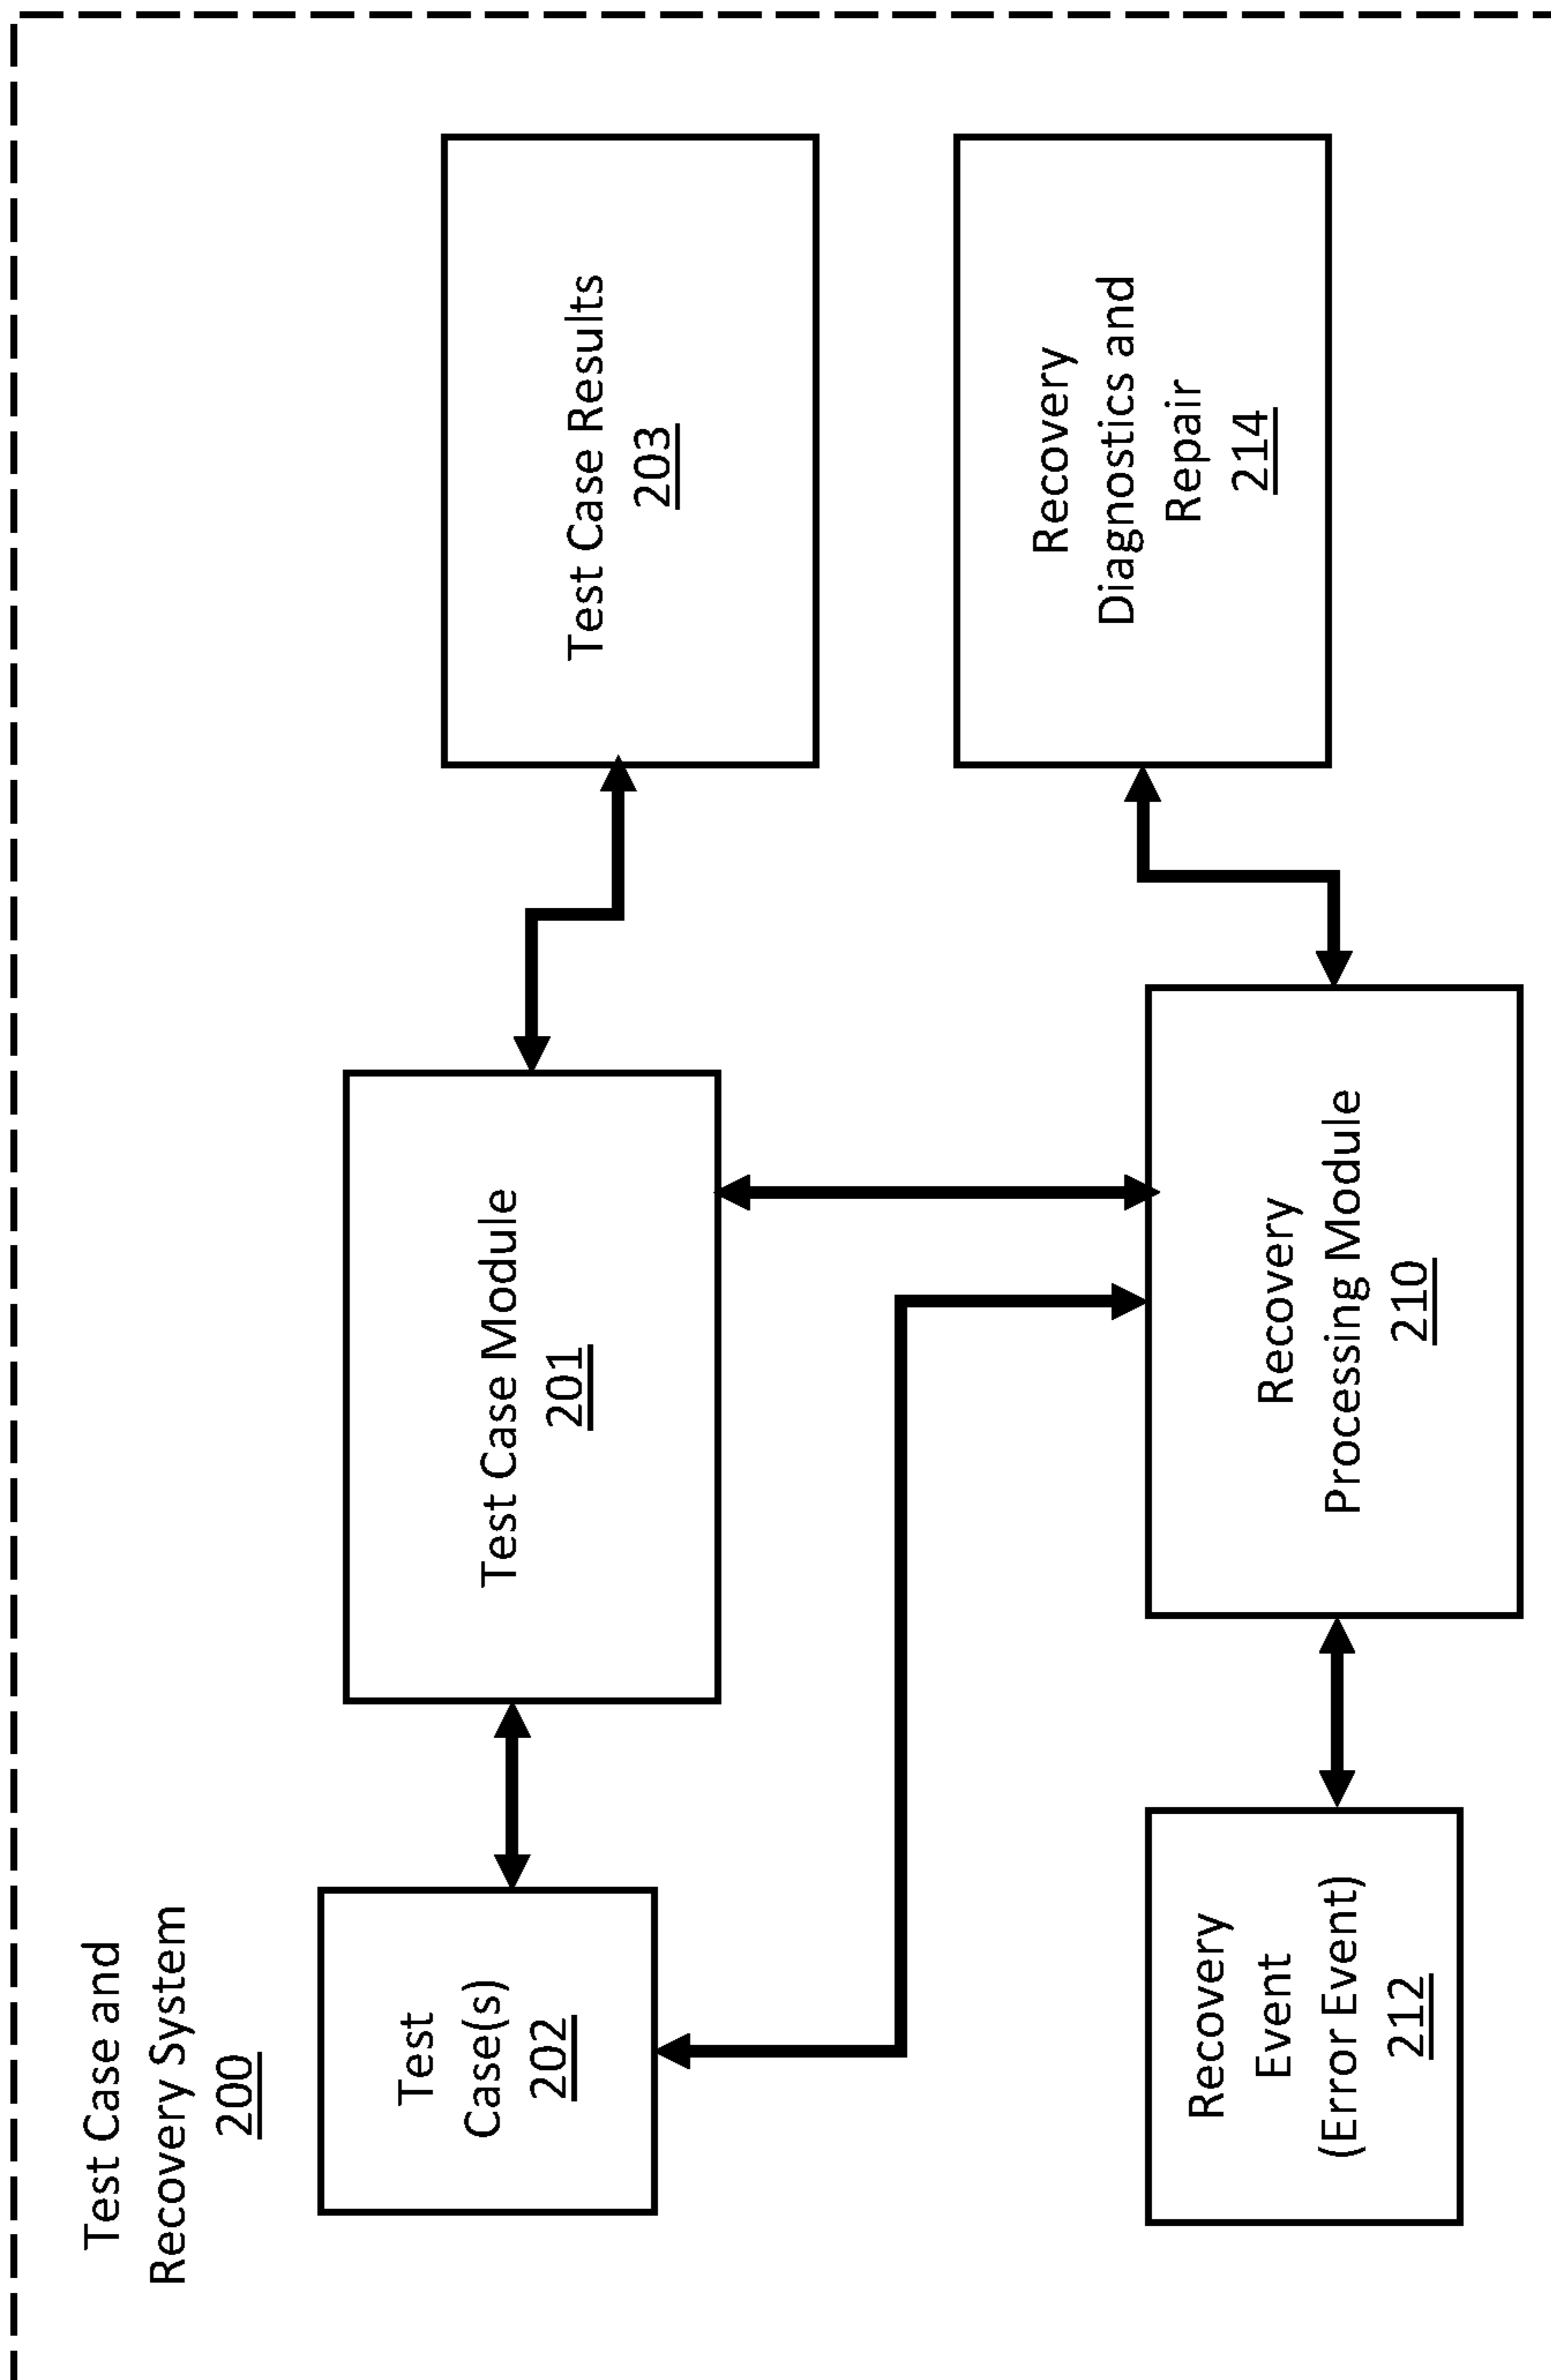 Test Case and
Recovery System
200
Test
Case(s)
202
Test Case Module
201
Test Case Results
203
Recovery
Event
(Error Event)
212
Recovery
Processing Module
210
Recovery
Diagnostics and
Repair
214